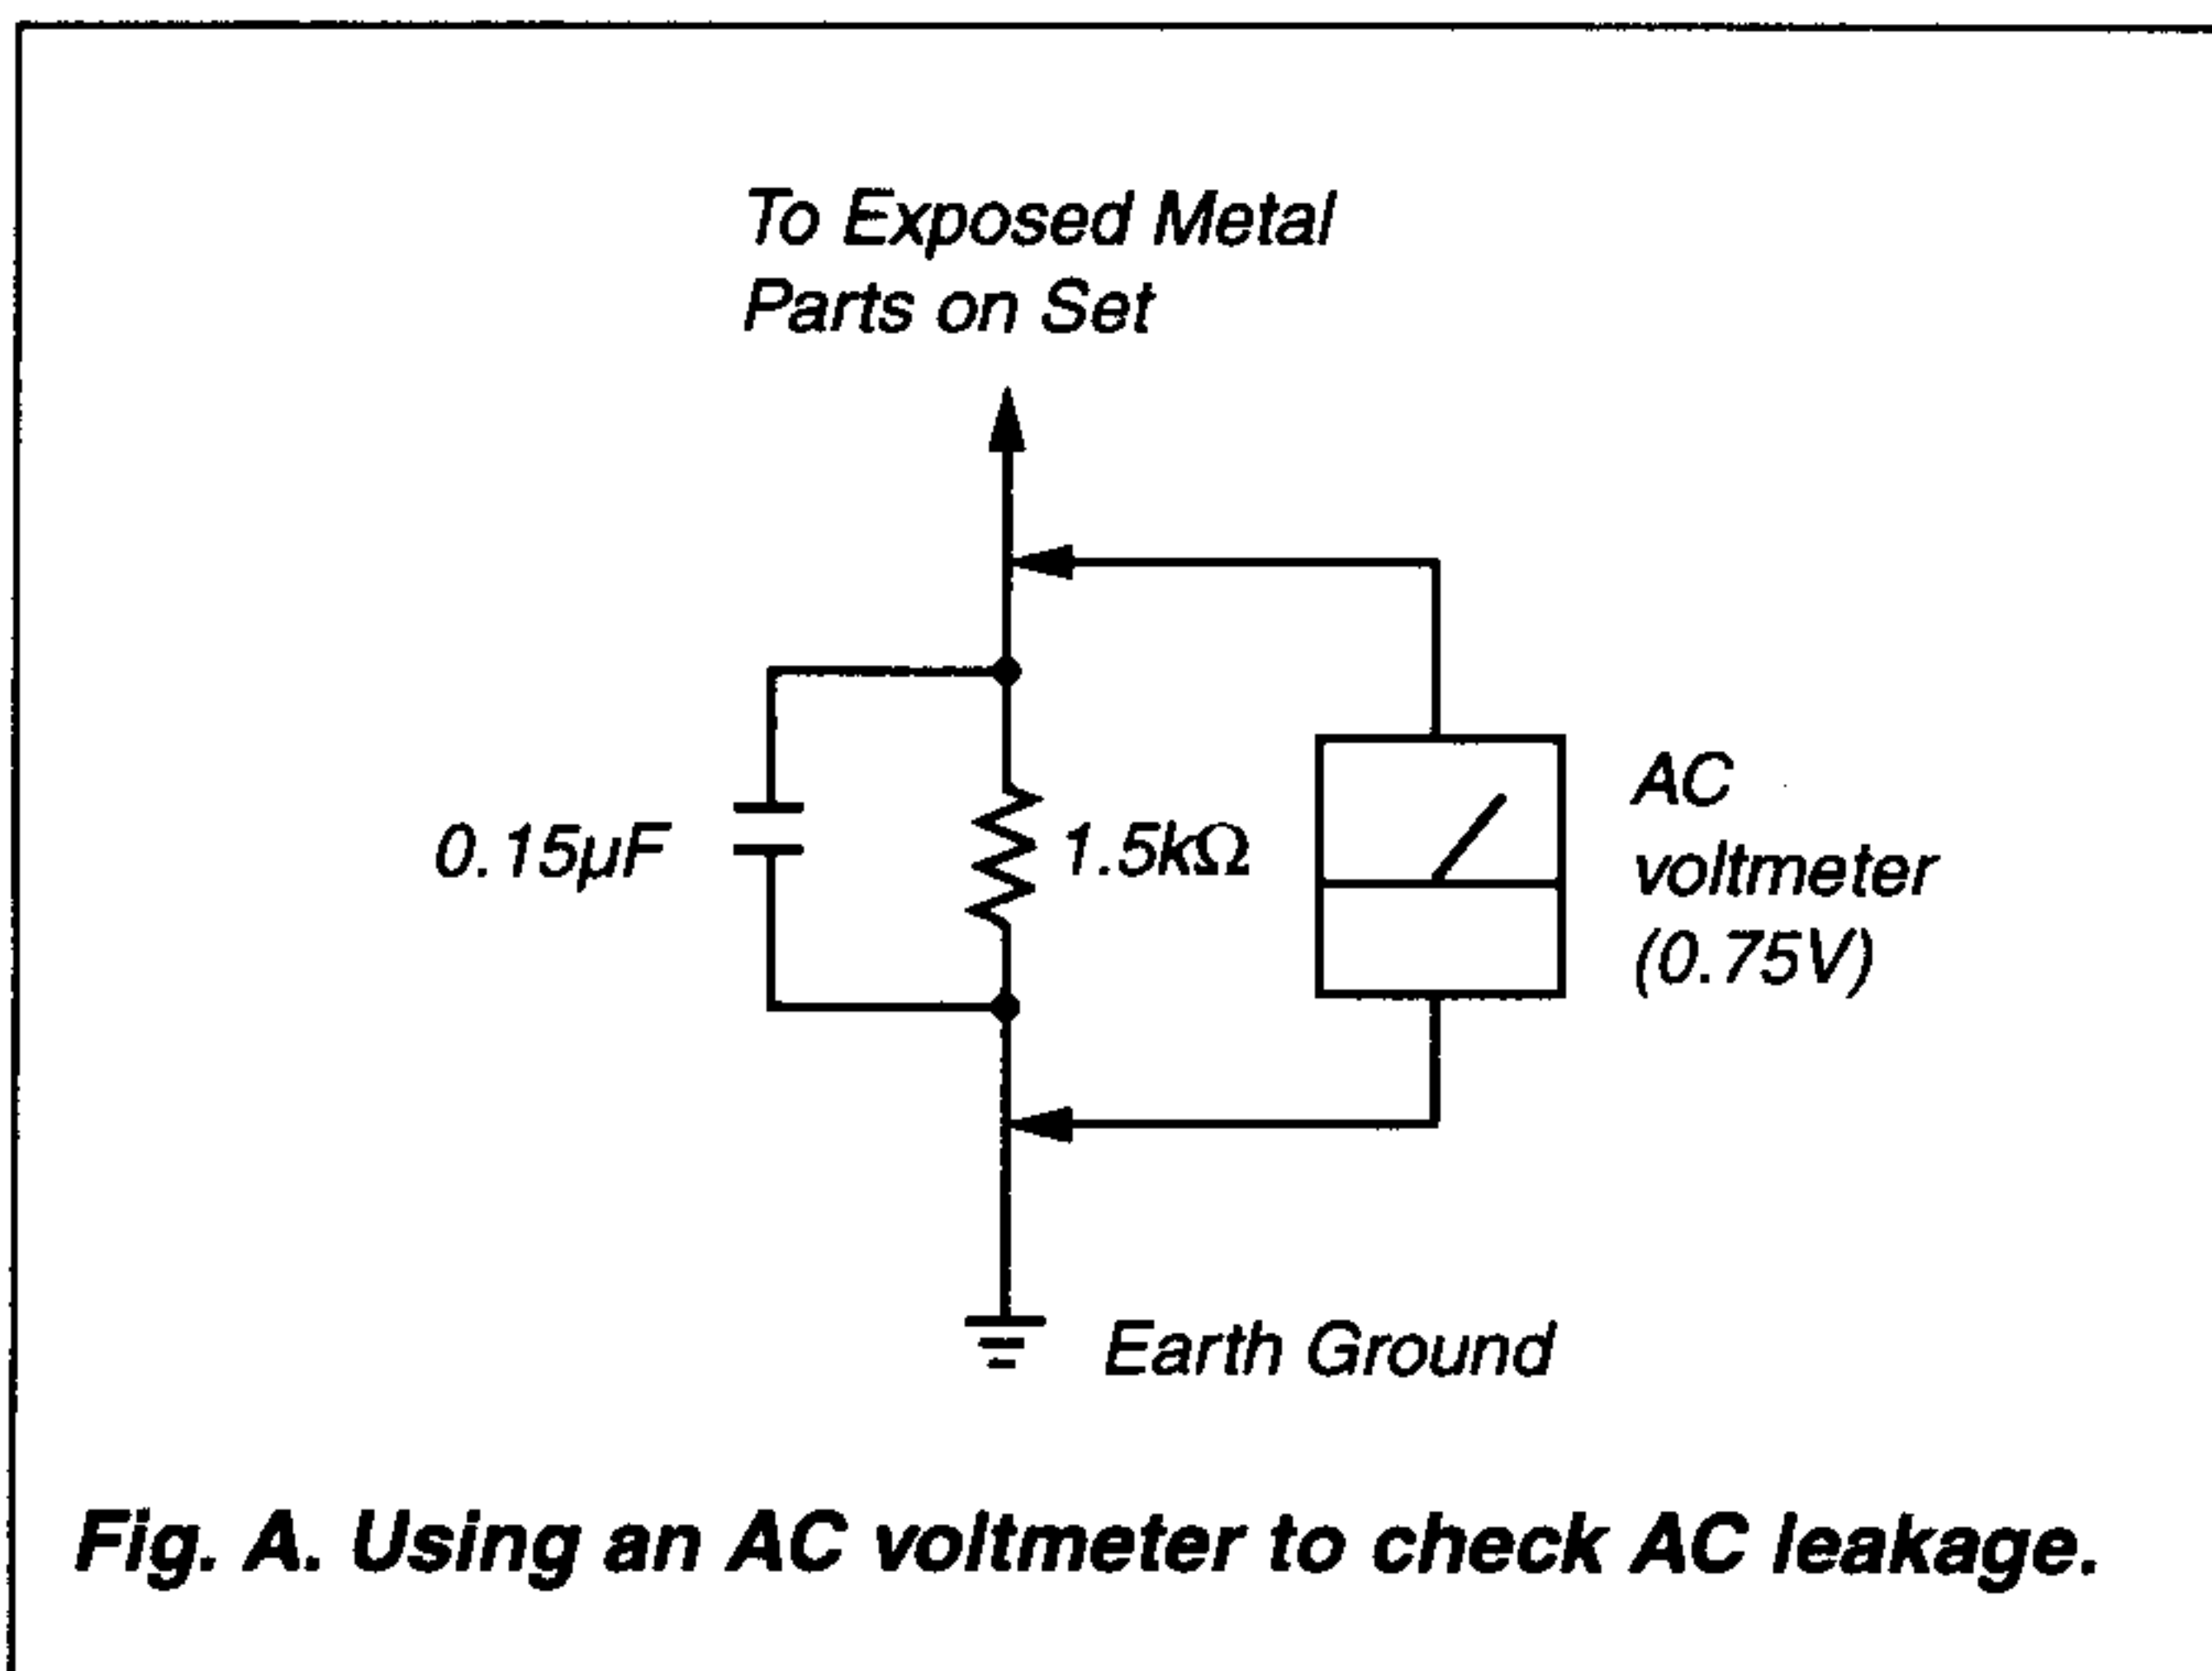 To Exposed Metal
Parts on Set
0.15μF
1.5kΩ
AC
voltmeter
(0.75V)
Earth Ground
Fig. A. Using an AC voltmeter to check AC leakage.